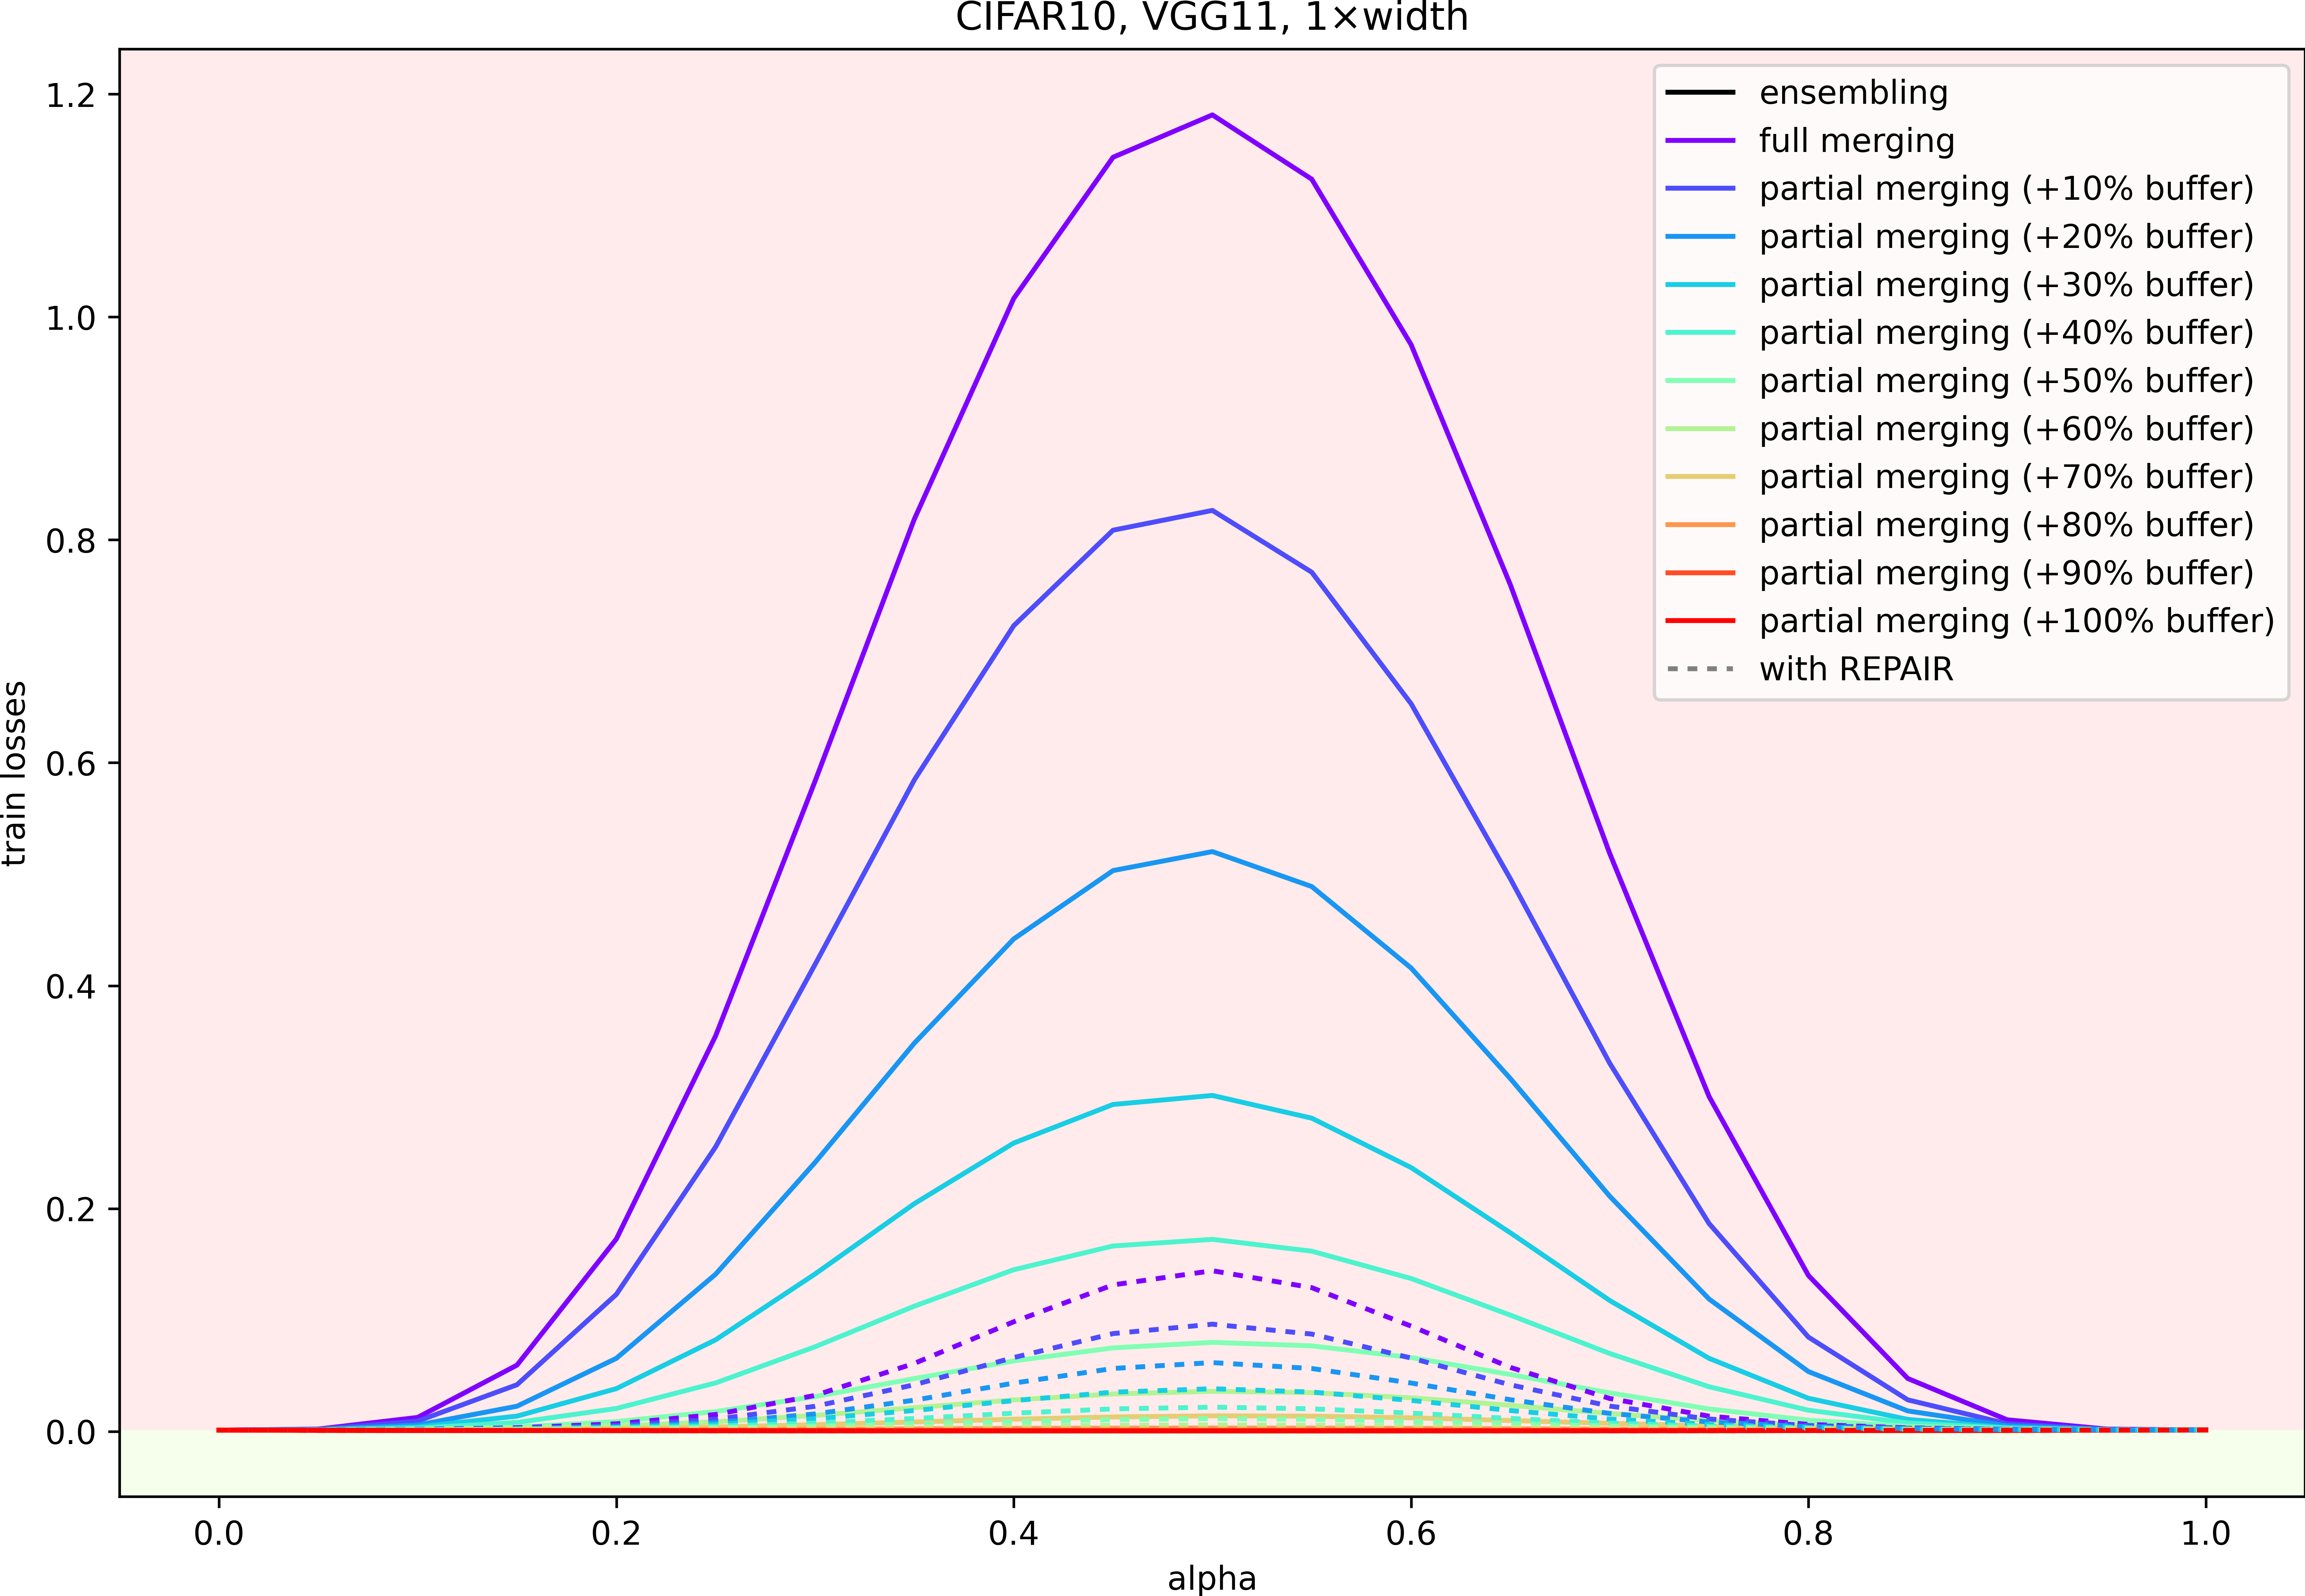 CIFAR10, VGG11, 1×width
ensembling
full merging
partial merging (+10% buffer)
partial merging (+20% buffer)
partial merging (+30% buffer)
partial merging (+40% buffer)
partial merging (+50% buffer)
partial merging (+60% buffer)
partial merging (+70% buffer)
partial merging (+80% buffer)
partial merging (+90% buffer)
partial merging (+100% buffer)
with REPAIR
train losses
1.2
1.0
0.8
0.6
0.4
0.2
0.0
0.0 0.2 0.4 0.6 0.8 1.0
alpha